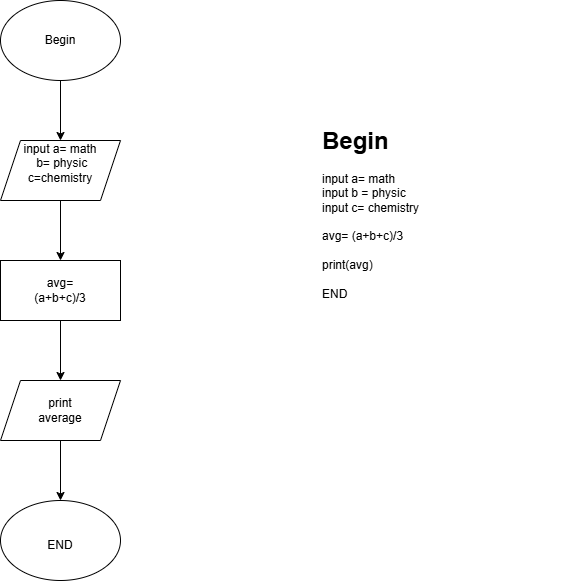 Begin
input a= math
b= physic
c=chemistry
avg=
(a+b+c)/3
print
average
END
Begin
input a= math
input b = physic
input c= chemistry
avg= (a+b+c)/3
print(avg)
END